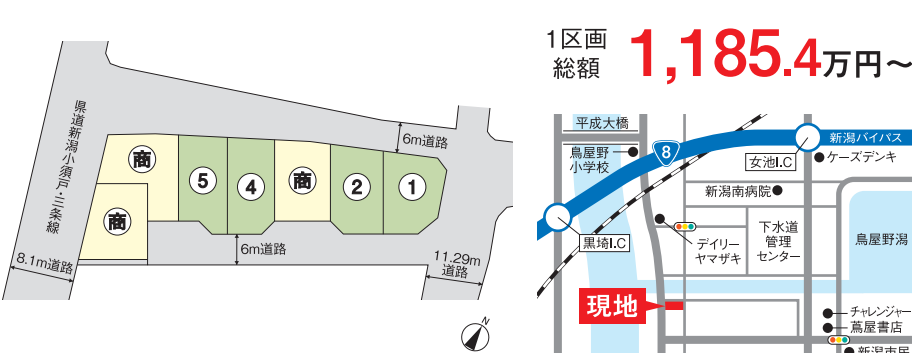 県道新潟小須戸・三条線
6m道路
商
商
5
4
商
2
1
6m道路
8.1m道路
11.29m
道路
N
1区画
総額
1,185.4万円～
平成大橋
鳥屋野
小学校
8
新潟バイパス
女池I.C
ケーズデンキ
新潟南病院
黒埼I.C
デイリー
ヤマザキ
下水道
管理
センター
鳥屋野潟
現地
チャレンジャー
蔦屋書店
新潟市民